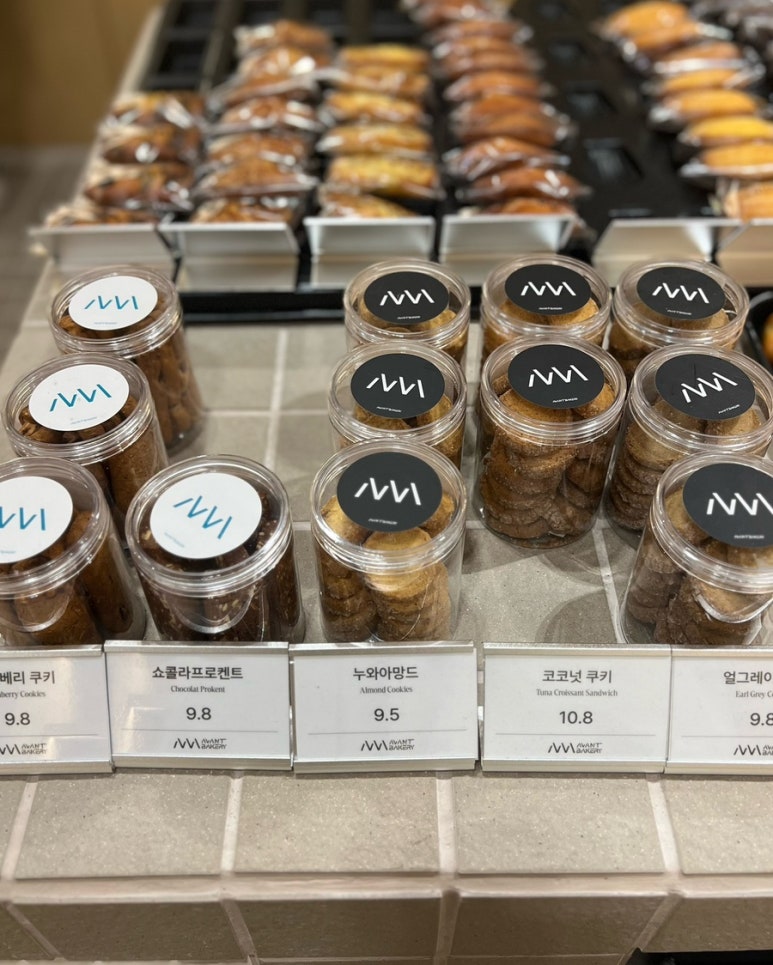 베리 쿠키
berry Cookies
9.8
AVANT
BAKERY
쇼콜라프로켄트
Chocolat Prokent
9.8
AVANT
BAKERY
누와아망드
Almond Cookies
9.5
AVANT
BAKERY
코코넛 쿠키
Tuna Croissant Sandwich
10.8
AVANT
BAKERY
얼그레이
Earl Grey C
9.8
AVANT
BAKERY